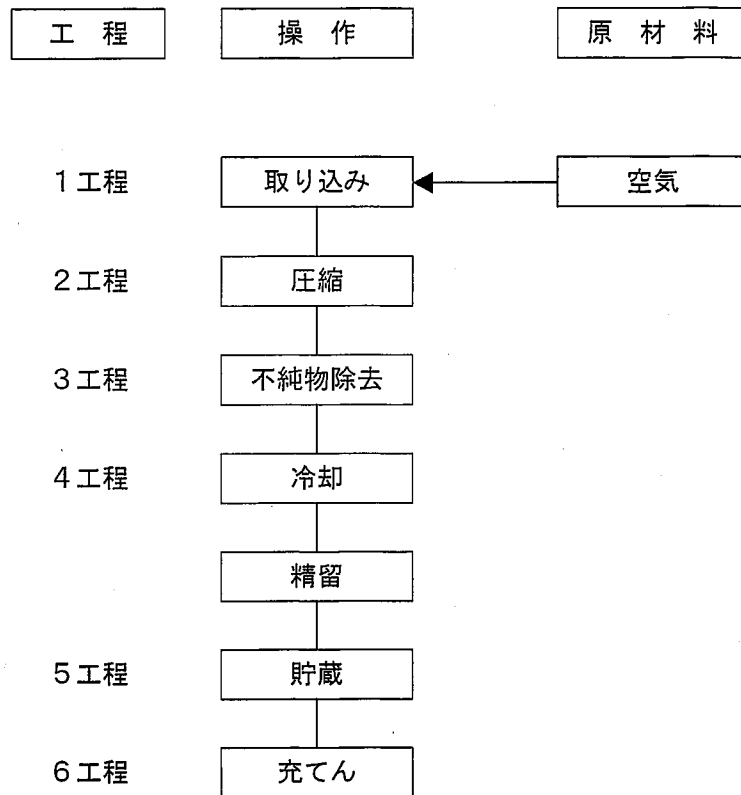 工　程　操　作　原　材　料
1工程　取り込み　空気
2工程　圧縮
3工程　不純物除去
4工程　冷却
精留
5工程　貯蔵
6工程　充てん